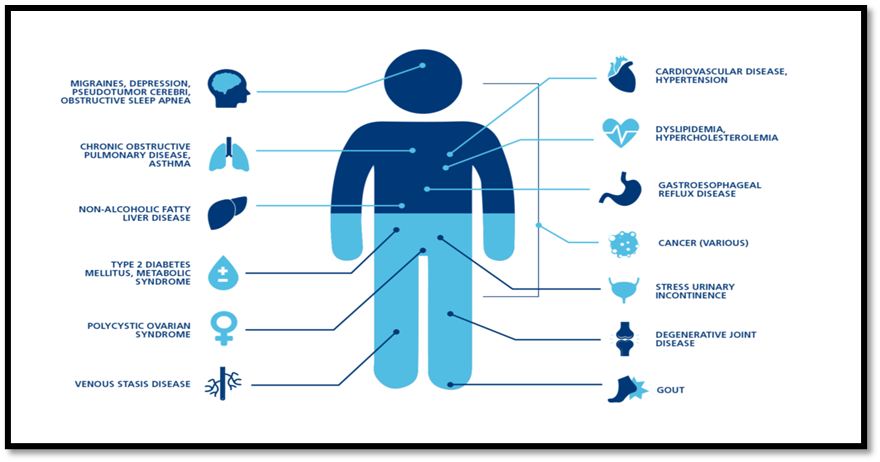 MIGRAINES, DEPRESSION,
PSEUDOTUMOR CEREBRI,
OBSTRUCTIVE SLEEP APNEA
CHRONIC OBSTRUCTIVE
PULMONARY DISEASE,
ASTHMA
NON-ALCOHOLIC FATTY
LIVER DISEASE
TYPE 2 DIABETES
MELLITUS, METABOLIC
SYNDROME
POLYCYSTIC OVARIAN
SYNDROME
VENOUS STASIS DISEASE
CARDIOVASCULAR DISEASE,
HYPERTENSION
DYSLIPIDEMIA,
HYPERCHOLESTEROLEMIA
GASTROESOPHAGEAL
REFLUX DISEASE
CANCER (VARIOUS)
STRESS URINARY
INCONTINENCE
DEGENERATIVE JOINT
DISEASE
GOUT